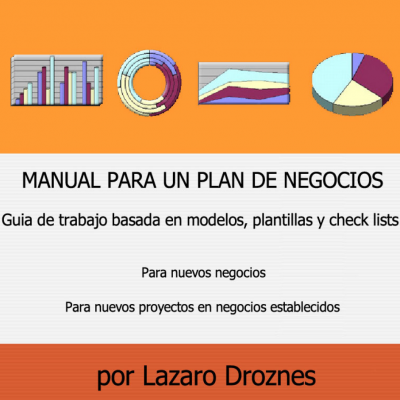 MANUAL PARA UN PLAN DE NEGOCIOS
Guia de trabajo basada en modelos, plantillas y check lists
Para nuevos negocios
Para nuevos proyectos en negocios establecidos
por Lazaro Droznes